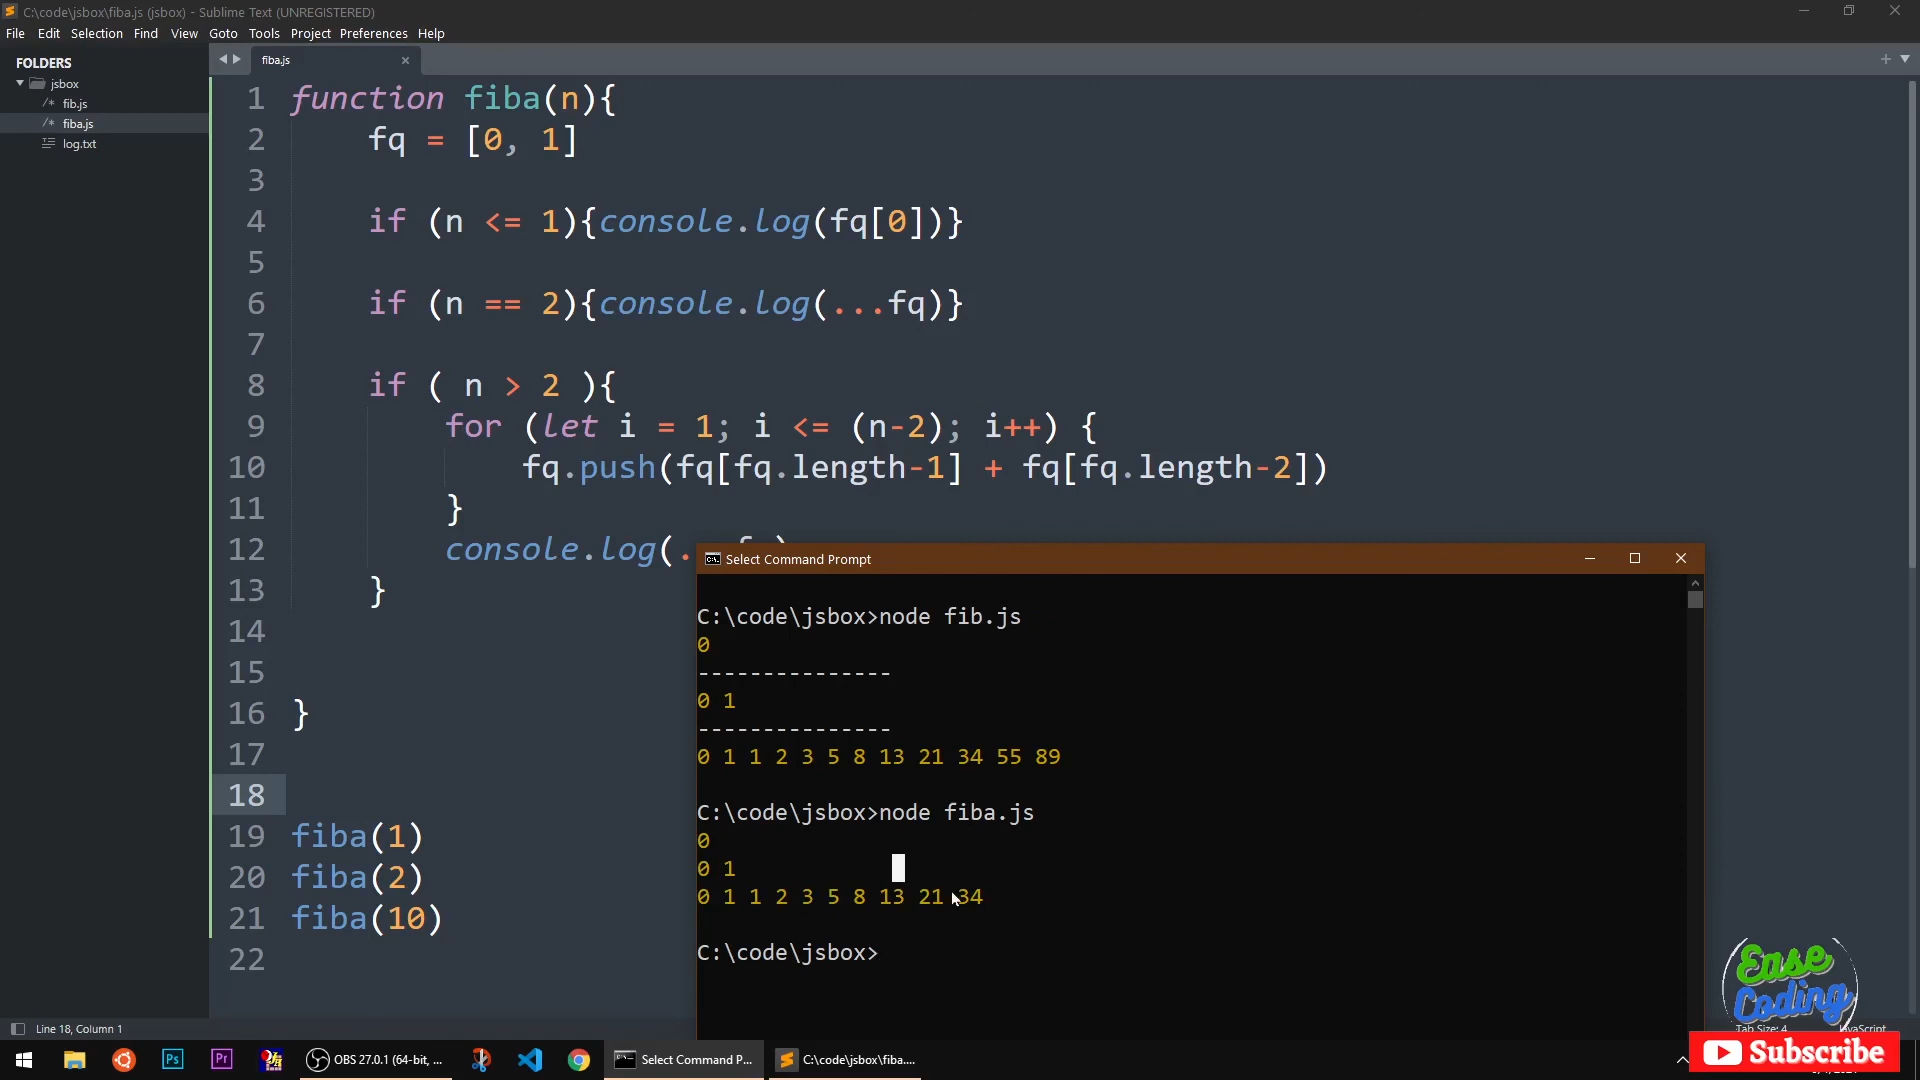 C:\code\jsbox\fiba.js (jsbox) - Sublime Text (UNREGISTERED)
File Edit Selection Find View Goto Tools Project Preferences Help
FOLDERS
jsbox
/* fib.js
/* fiba.js
log.txt
fiba.js
1 function fiba(n){
2 fq = [0, 1]
3
4 if (n <= 1){console.log(fq[0])}
5
6 if (n == 2){console.log(...fq)}
7
8 if ( n > 2 ){
9 for (let i = 1; i <= (n-2); i++) {
10 fq.push(fq[fq.length-1] + fq[fq.length-2])
11 }
12 console.log(.
13 }
14
15
16 }
17
18
19 fiba(1)
20 fiba(2)
21 fiba(10)
22
Select Command Prompt
C:\code\jsbox>node fib.js
0
---------------
0 1
---------------
0 1 1 2 3 5 8 13 21 34 55 89
C:\code\jsbox>node fiba.js
0
0 1
0 1 1 2 3 5 8 13 21 34
C:\code\jsbox>
Ease
Coding
Line 18, Column 1
Tab Size: 4
JavaScript
Ps
Pr
OBS 27.0.1 (64-bit, ...
Select Command P...
C:\code\jsbox\fiba....
Subscribe